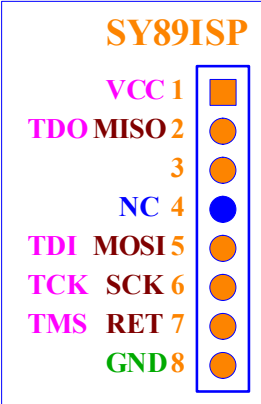 SY89ISP
VCC 1
TDO MISO 2
3
NC 4
TDI MOSI 5
TCK SCK 6
TMS RET 7
GND 8